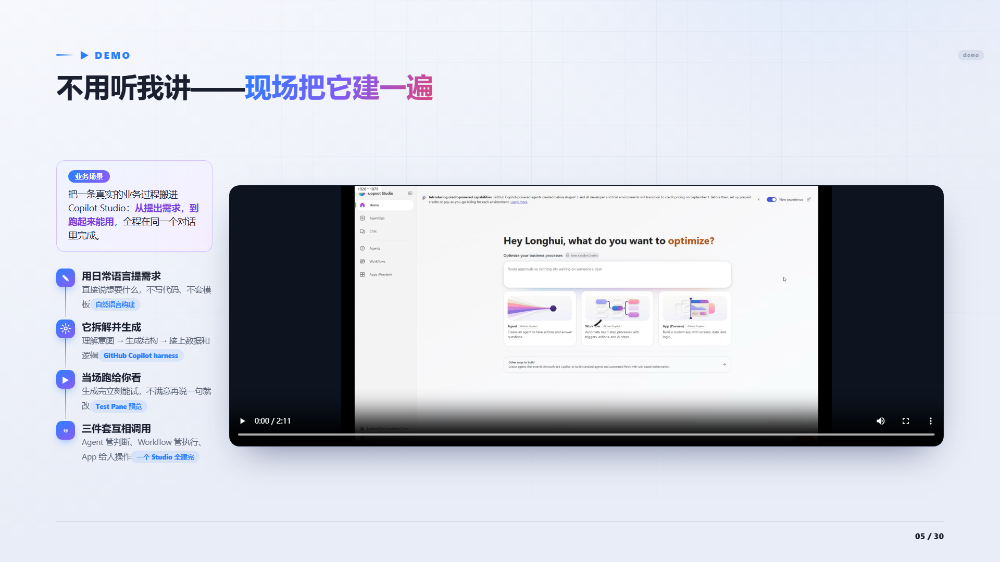 DEMO
demo
不用听我讲——现场把它建一遍
业务场景
把一条真实的业务过程搬进
Copilot Studio：从提出需求，到
跑起来能用，全程在同一个对话
里完成。
用日常语言提需求
直接说想要什么，不写代码、不套模
板 自然语言构建
它拆解并生成
理解意图 → 生成结构 → 接上数据和
逻辑 GitHub Copilot harness
当场跑给你看
生成完立刻能试，不满意再说一句就
改 Test Pane 预览
三件套互相调用
Agent 管判断、Workflow 管执行、
App 给人操作 一个 Studio 全建完
1920 * 1079
Copilot Studio
Home
AgentOps
Chat
Agents
Workflows
Apps (Preview)
Introducing credit-powered capabilities GitHub Copilot-powered agents created before August 3 and all developer and trial environments will transition to credit pricing on September 1. Before then, set up prepaid
credits or pay-as-you-go billing for each environment. Learn more
New experience
Hey Longhui, what do you want to optimize?
Optimize your business processes Uses Copilot Credits
Route approvals so nothing sits waiting on someone's desk
Agent GitHub Copilot
Create an agent to take actions and answer
questions.
Workflow GitHub Copilot
Automate multi-step processes with
triggers, actions, and AI steps.
App (Preview) GitHub Copilot
Build a custom app with screens, data, and
logic.
Other ways to build
Create agents that extend Microsoft 365 Copilot, or build standard agents and automated flows with rule-based orchestration.
0:00 / 2:11
05 / 30